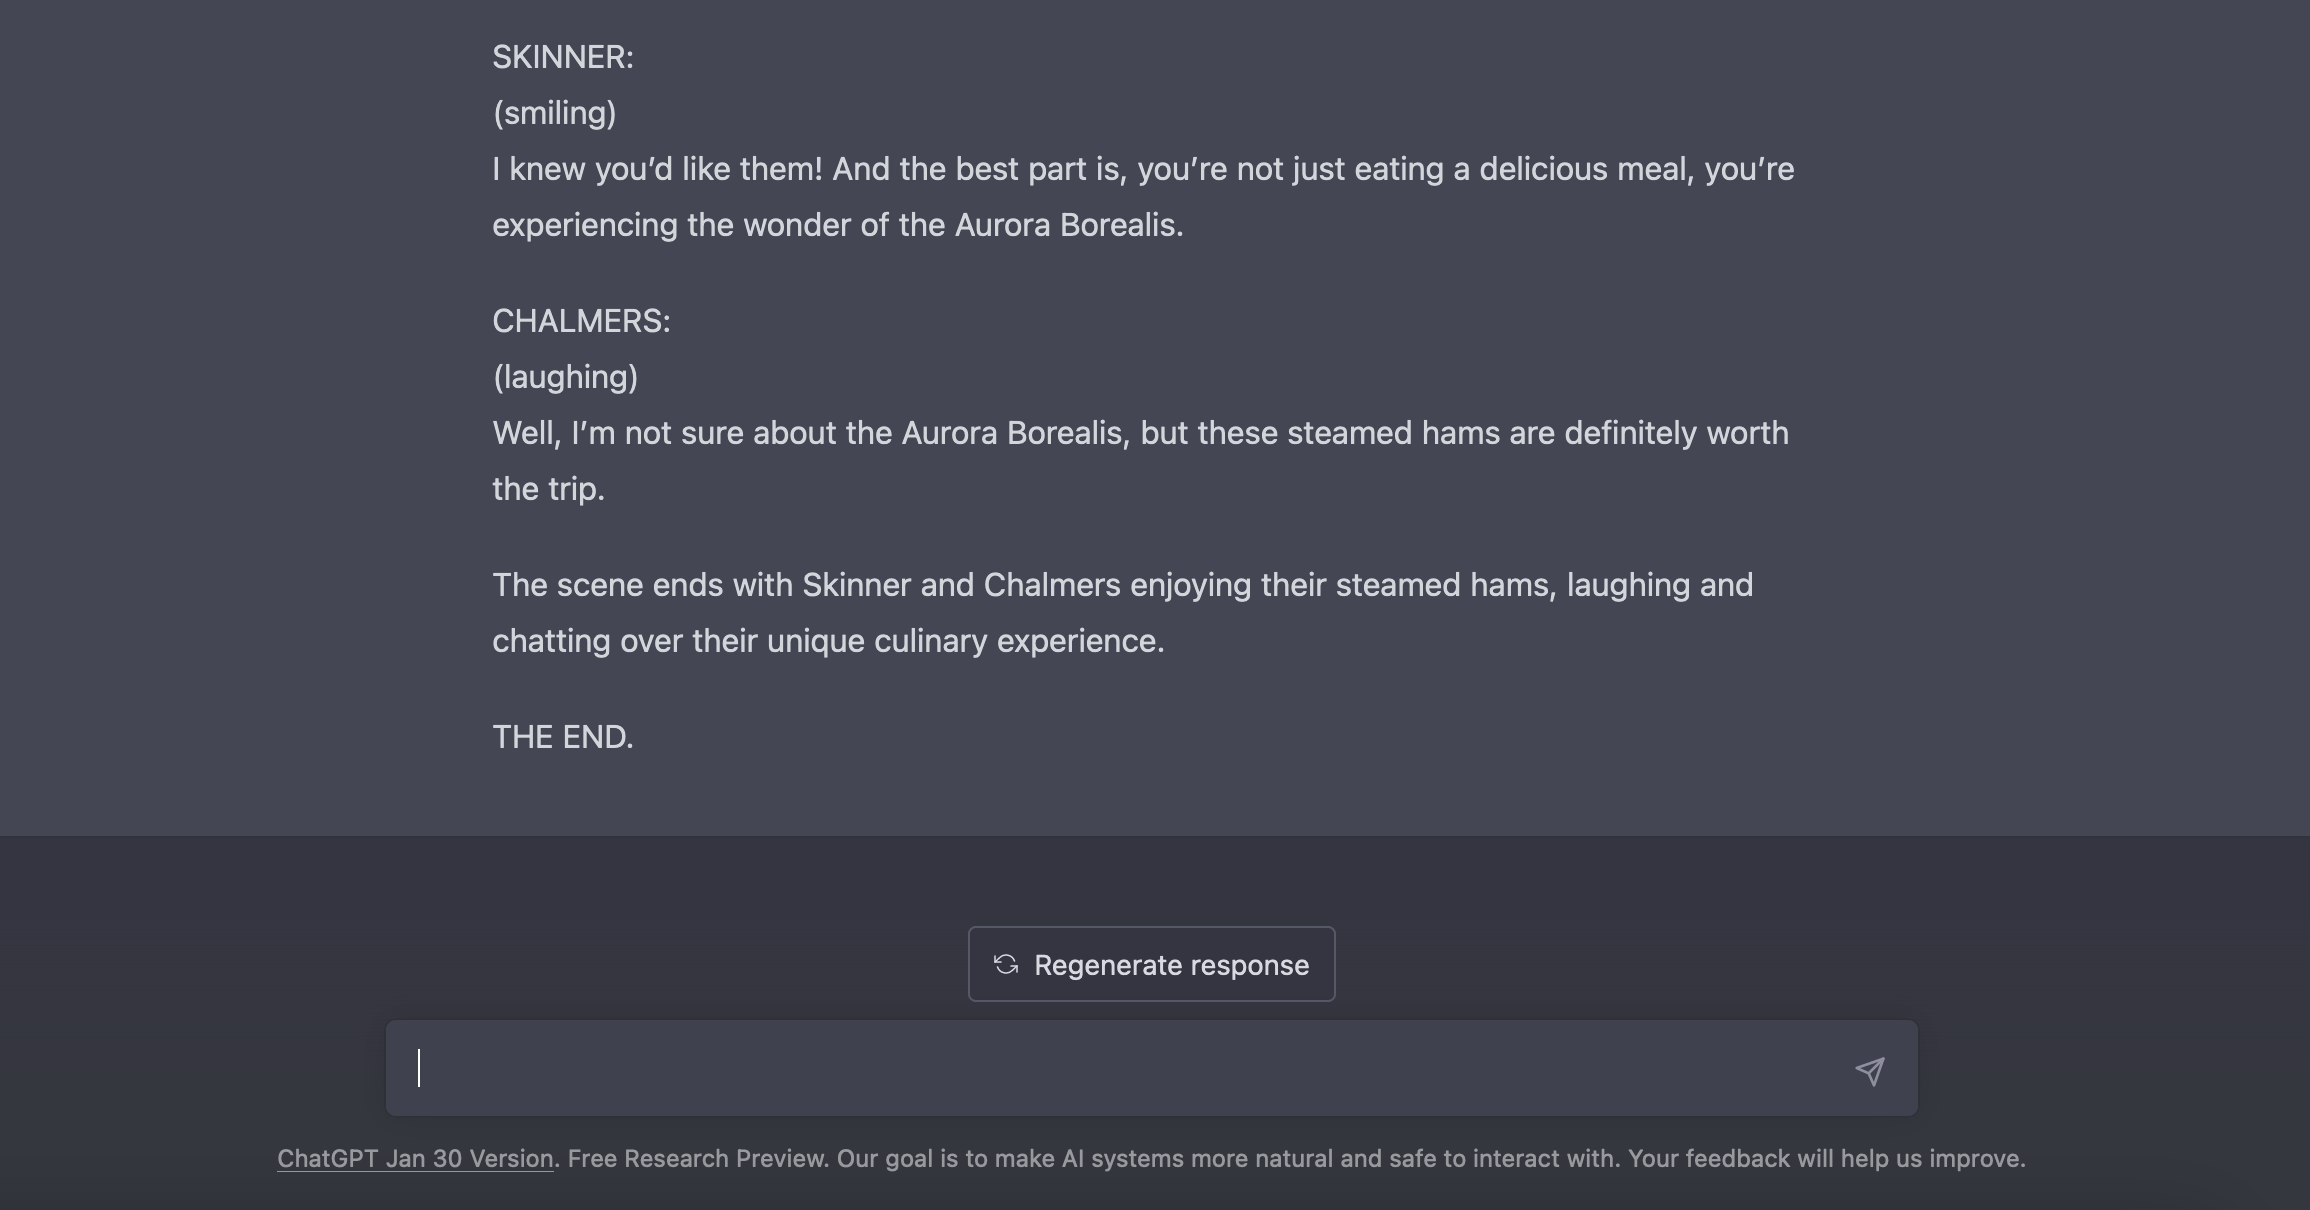 SKINNER:
(smiling)
I knew you’d like them! And the best part is, you’re not just eating a delicious meal, you’re
experiencing the wonder of the Aurora Borealis.
CHALMERS:
(laughing)
Well, I’m not sure about the Aurora Borealis, but these steamed hams are definitely worth
the trip.
The scene ends with Skinner and Chalmers enjoying their steamed hams, laughing and
chatting over their unique culinary experience.
THE END.
Regenerate response
ChatGPT Jan 30 Version. Free Research Preview. Our goal is to make AI systems more natural and safe to interact with. Your feedback will help us improve.